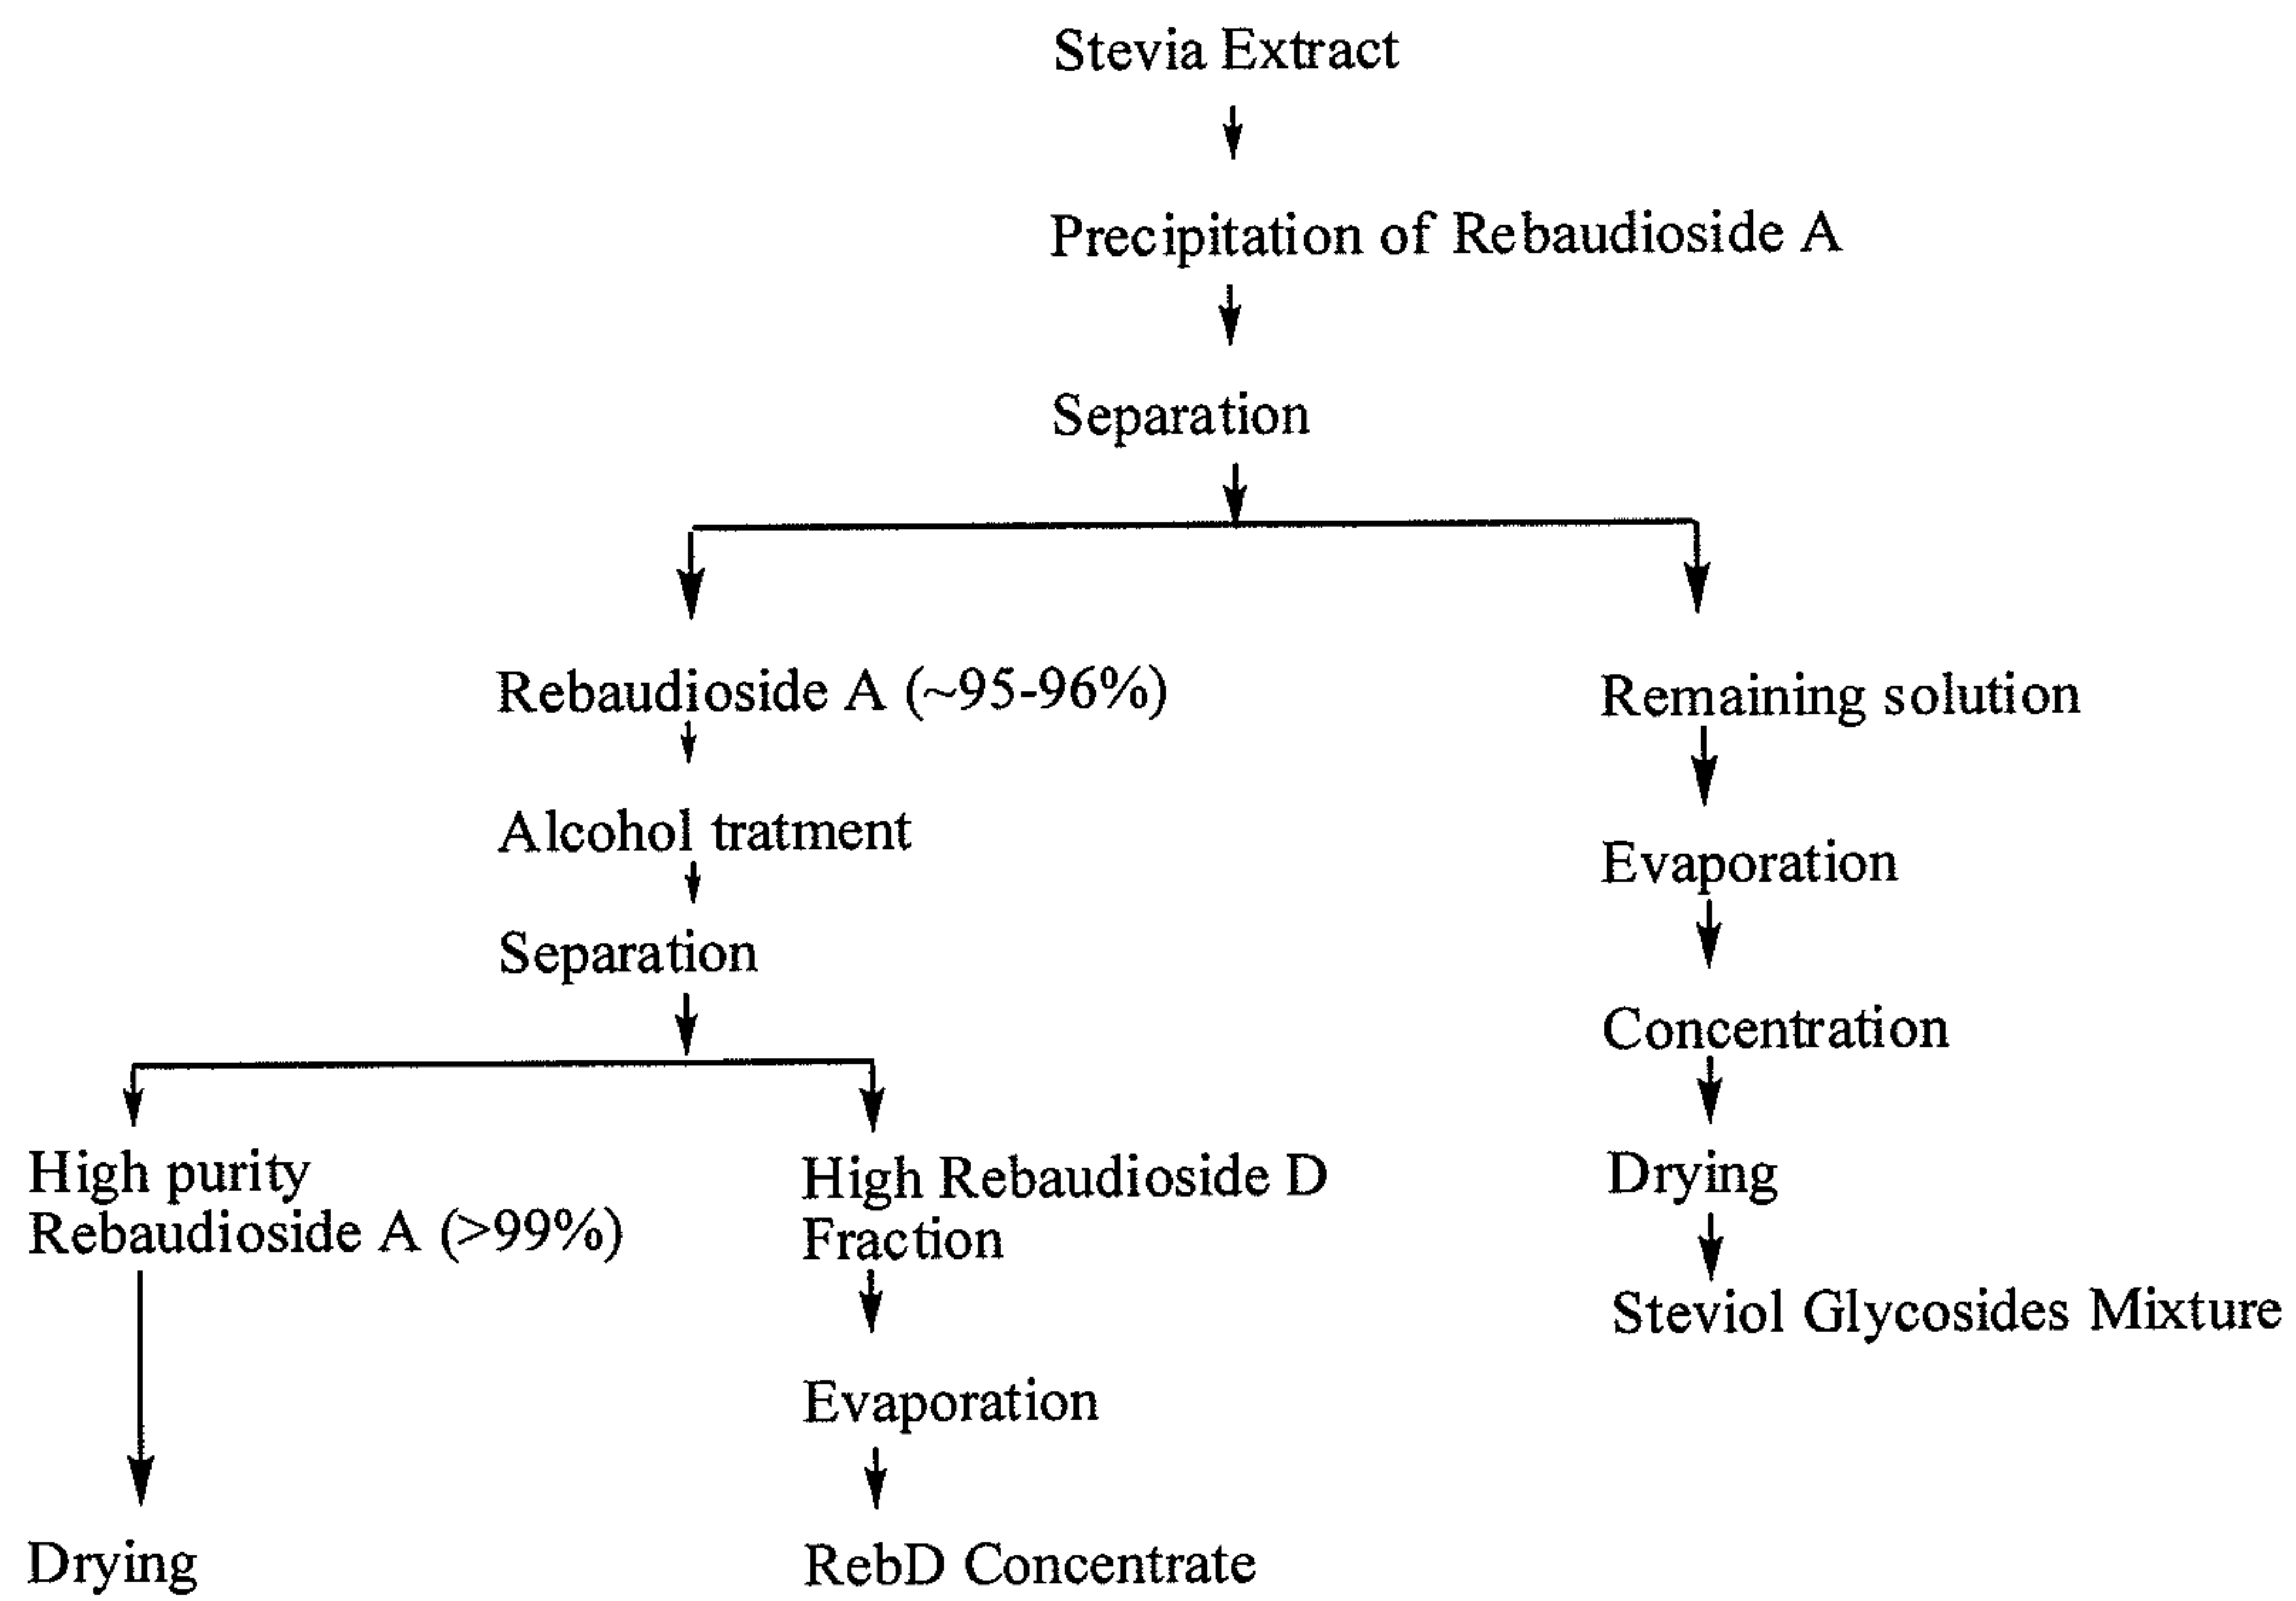 Stevia Extract
Precipitation of Rebaudioside A
Separation
Rebaudioside A (~95-96%)
Alcohol tratment
Separation
High purity
Rebaudioside A (>99%)
Drying
High Rebaudioside D
Fraction
Evaporation
RebD Concentrate
Remaining solution
Evaporation
Concentration
Drying
Steviol Glycosides Mixture